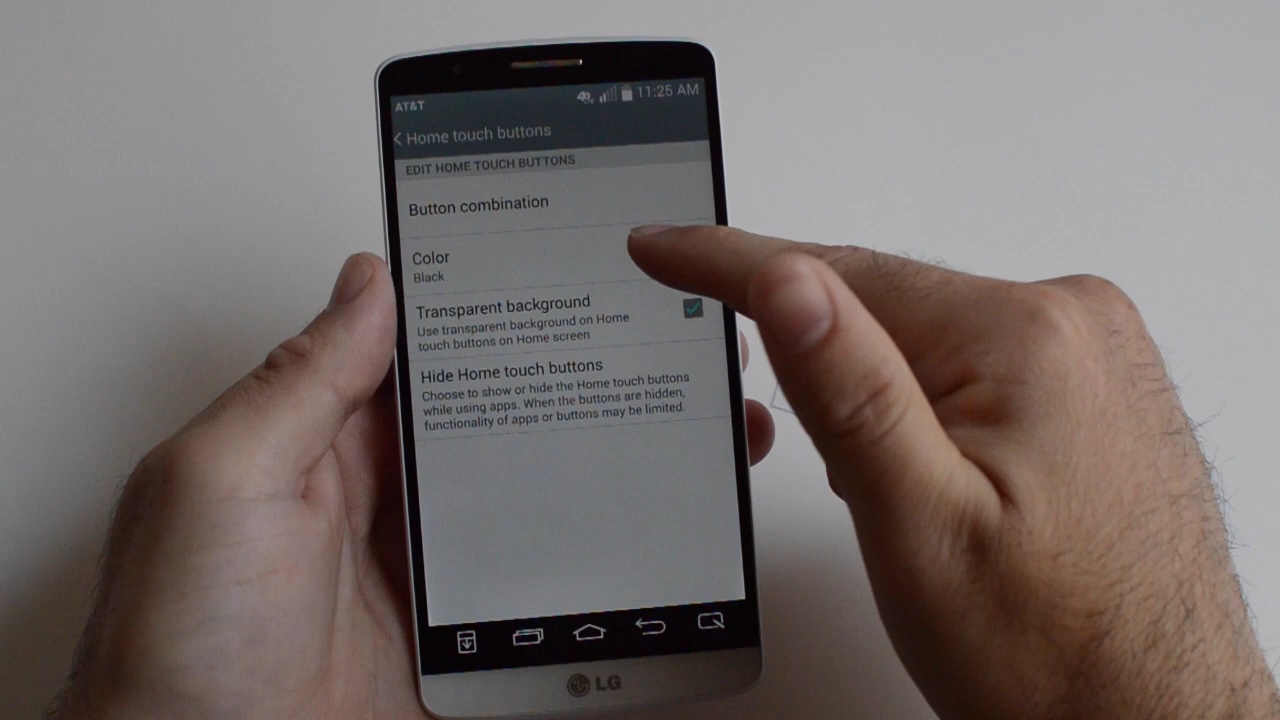 AT&T 11:25 AM
Home touch buttons
EDIT HOME TOUCH BUTTONS
Button combination
Color
Black
Transparent background
Use transparent background on Home
touch buttons on Home screen
Hide Home touch buttons
Choose to show or hide the Home touch buttons
while using apps. When the buttons are hidden,
functionality of apps or buttons may be limited.
LG